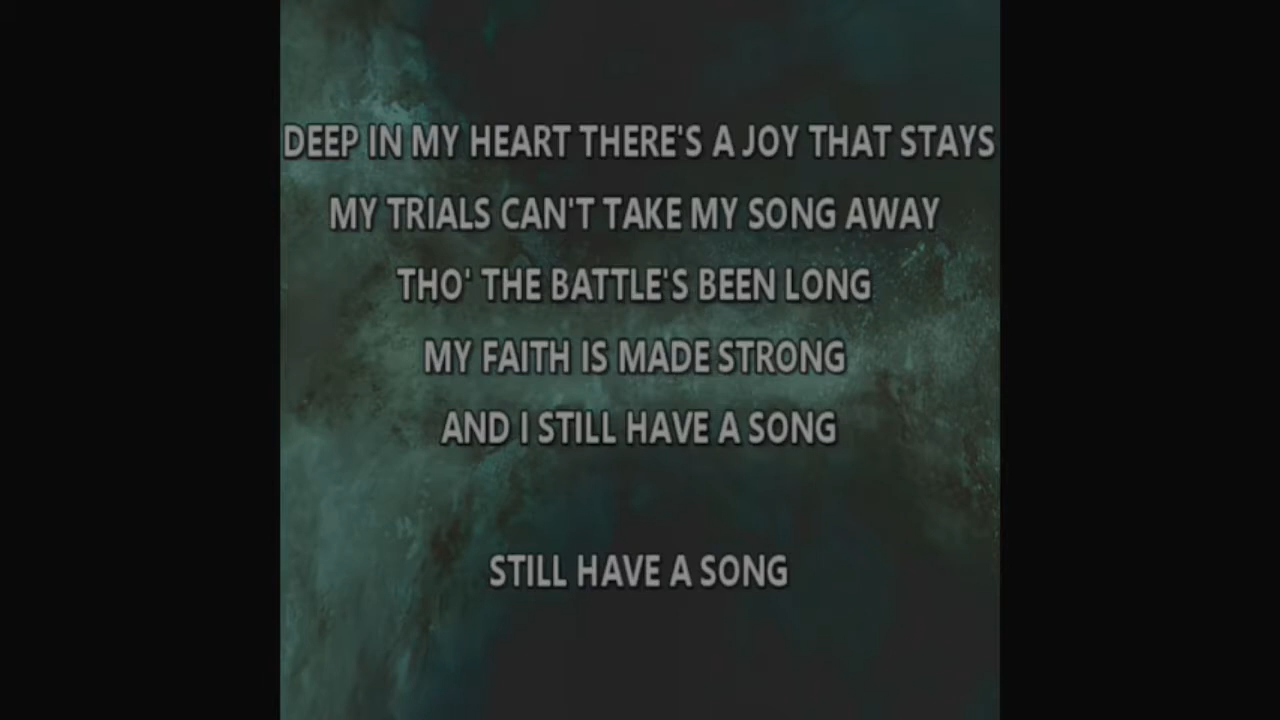 DEEP IN MY HEART THERE'S A JOY THAT STAYS
MY TRIALS CAN'T TAKE MY SONG AWAY
THO' THE BATTLE'S BEEN LONG
MY FAITH IS MADE STRONG
AND I STILL HAVE A SONG
STILL HAVE A SONG